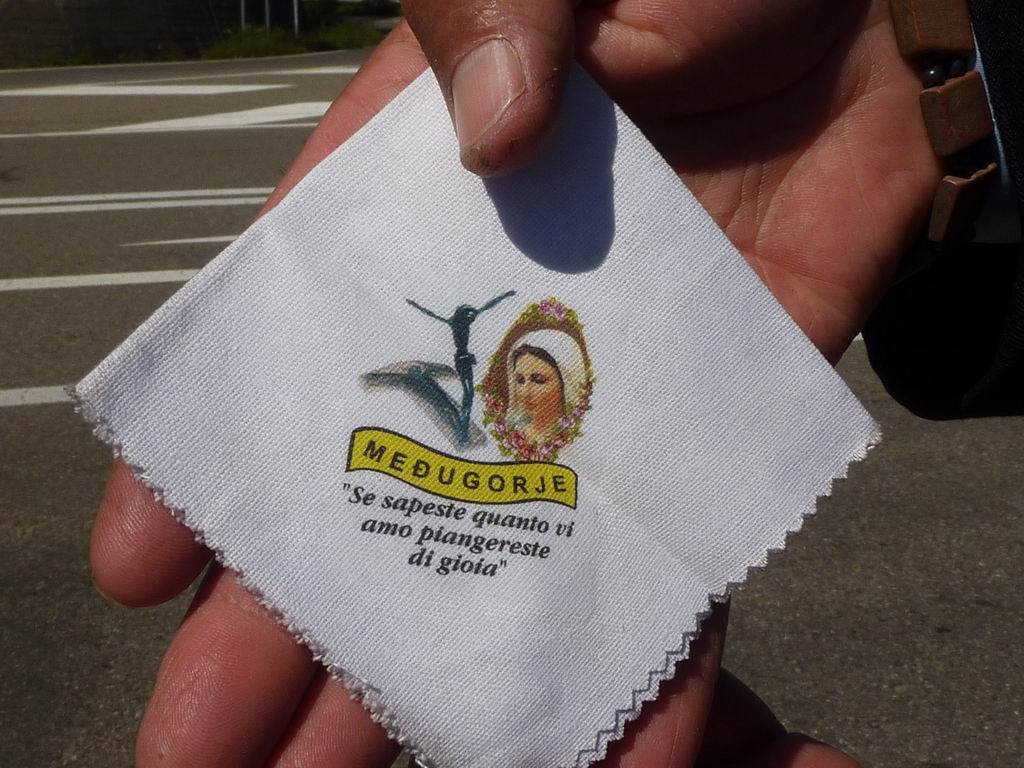 MEĐUGORJE
"Se sapeste quanto vi
amo piangereste
di gioia"